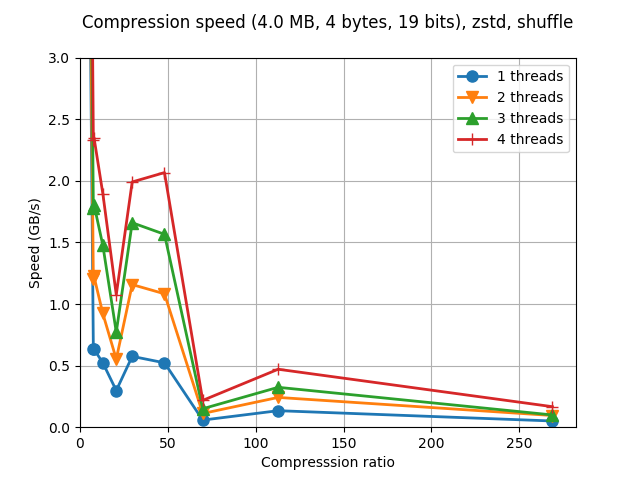 Compression speed (4.0 MB, 4 bytes, 19 bits), zstd, shuffle
1 threads
2 threads
3 threads
4 threads
3.0
2.5
2.0
1.5
1.0
0.5
0.0
Speed (GB/s)
0 50 100 150 200 250
Compresssion ratio